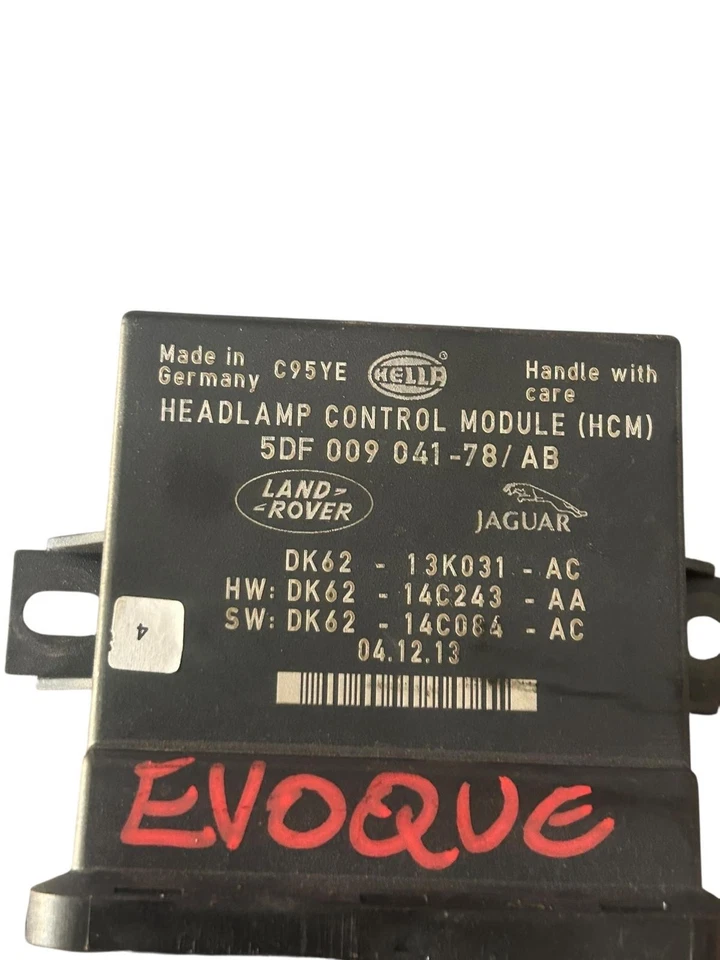 Made in Germany C95YE HELLA ® Handle with care
HEADLAMP CONTROL MODULE (HCM)
5DF 009 041-78/ AB
LAND-
-ROVER
JAGUAR
DK62 - 13K031 - AC
HW: DK62 - 14C243 - AA
SW: DK62 - 14C084 - AC
4
04.12.13
EVOQUE